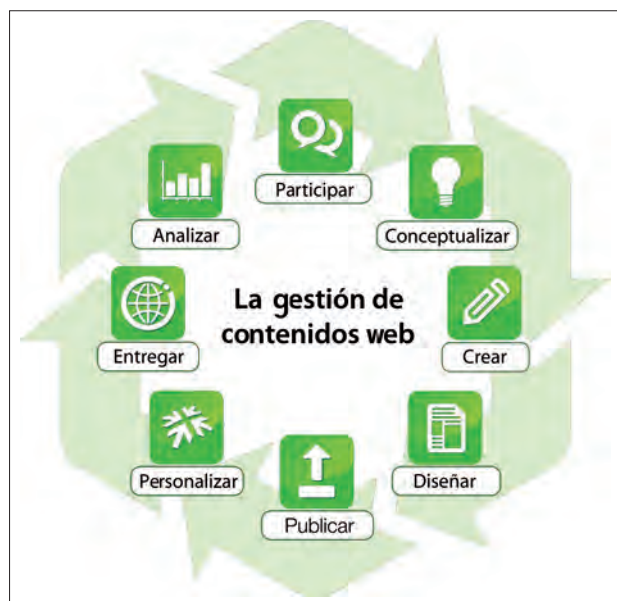 Participar
Analizar
Conceptualizar
La gestión de
contenidos web
Entregar
Crear
Personalizar
Diseñar
Publicar